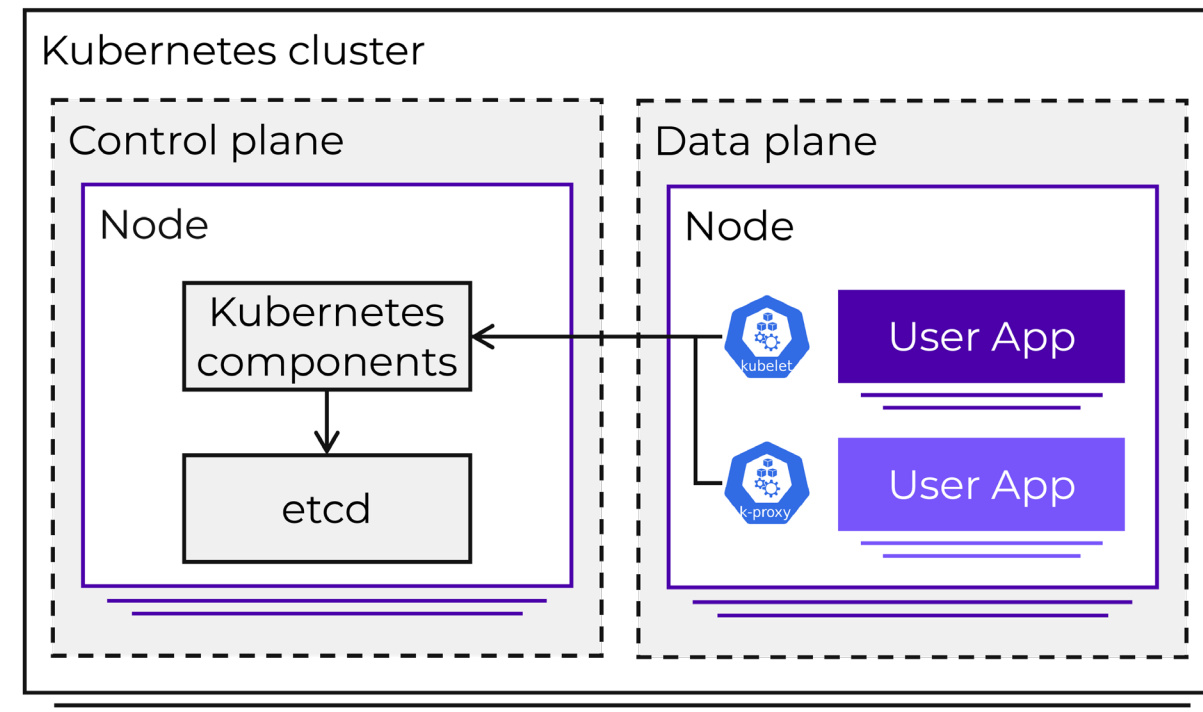 Kubernetes cluster
Control plane
Node
Kubernetes
components
etcd
Data plane
Node
kubelet
User App
k-proxy
User App